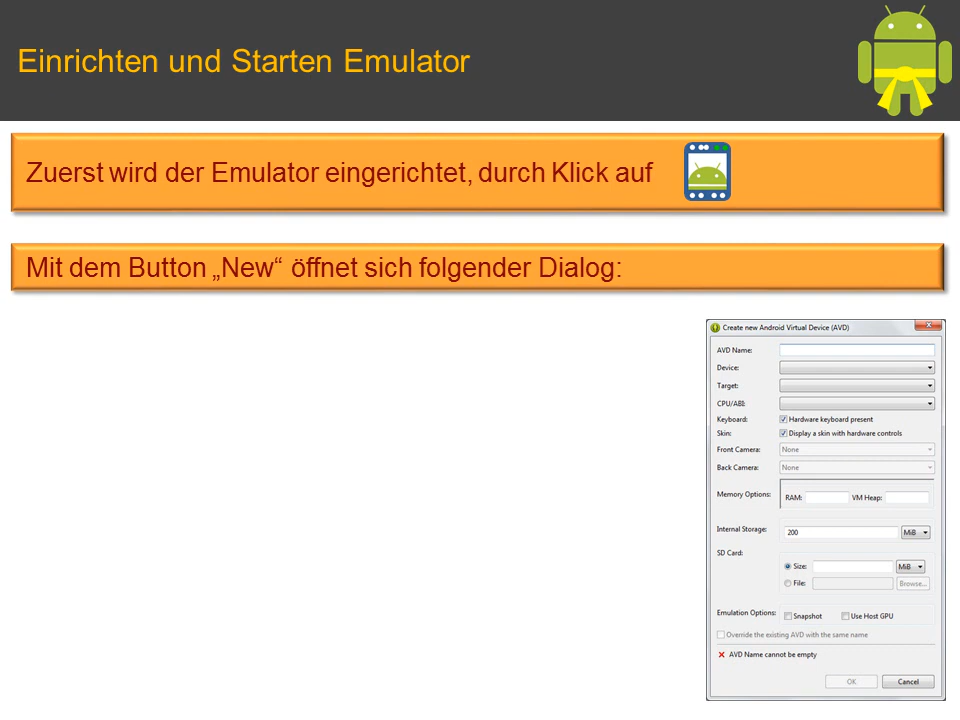 Einrichten und Starten Emulator
Zuerst wird der Emulator eingerichtet, durch Klick auf
Mit dem Button „New“ öffnet sich folgender Dialog:
Create new Android Virtual Device (AVD)
AVD Name:
Device:
Target:
CPU/ABI:
Keyboard: Hardware keyboard present
Skin: Display a skin with hardware controls
Front Camera: None
Back Camera: None
Memory Options: RAM: VM Heap:
Internal Storage: 200 MiB
SD Card:
Size: MiB
File: Browse...
Emulation Options: Snapshot Use Host GPU
Override the existing AVD with the same name
AVD Name cannot be empty
OK Cancel